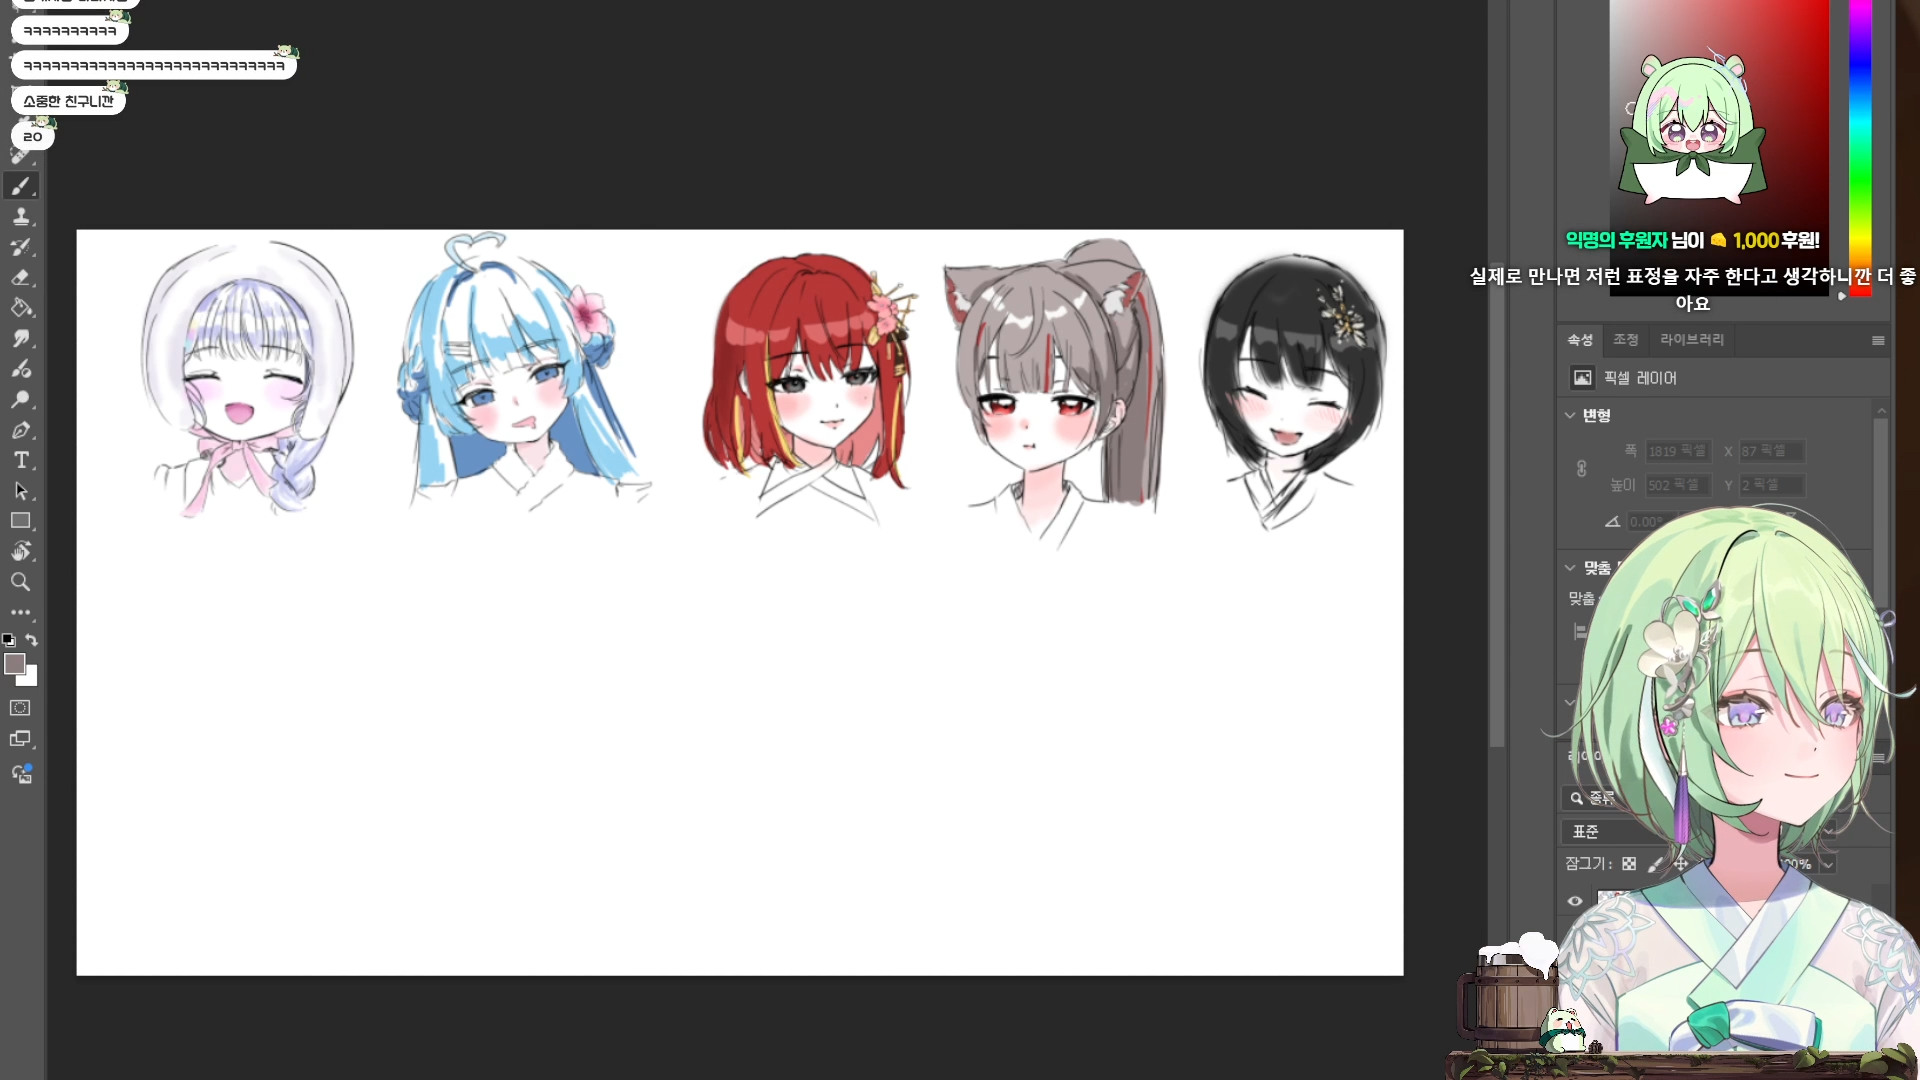 ㅋㅋㅋㅋㅋㅋㅋㅋㅋㅋ
ㅋㅋㅋㅋㅋㅋㅋㅋㅋㅋㅋㅋㅋㅋㅋㅋㅋㅋㅋㅋㅋㅋㅋㅋㅋㅋㅋㅋ
소중한 친구니깐
ㄹㅇ
익명의 후원자 님이 1,000 후원!
실제로 만나면 저런 표정을 자주 한다고 생각하니깐 더 좋
아요
속성 조정 라이브러리
픽셀 레이어
변형
폭 1819 픽셀 X 87 픽셀
높이 502 픽셀 Y 2 픽셀
0.00°
맞춤
맞춤
종류
표준
잠그기: